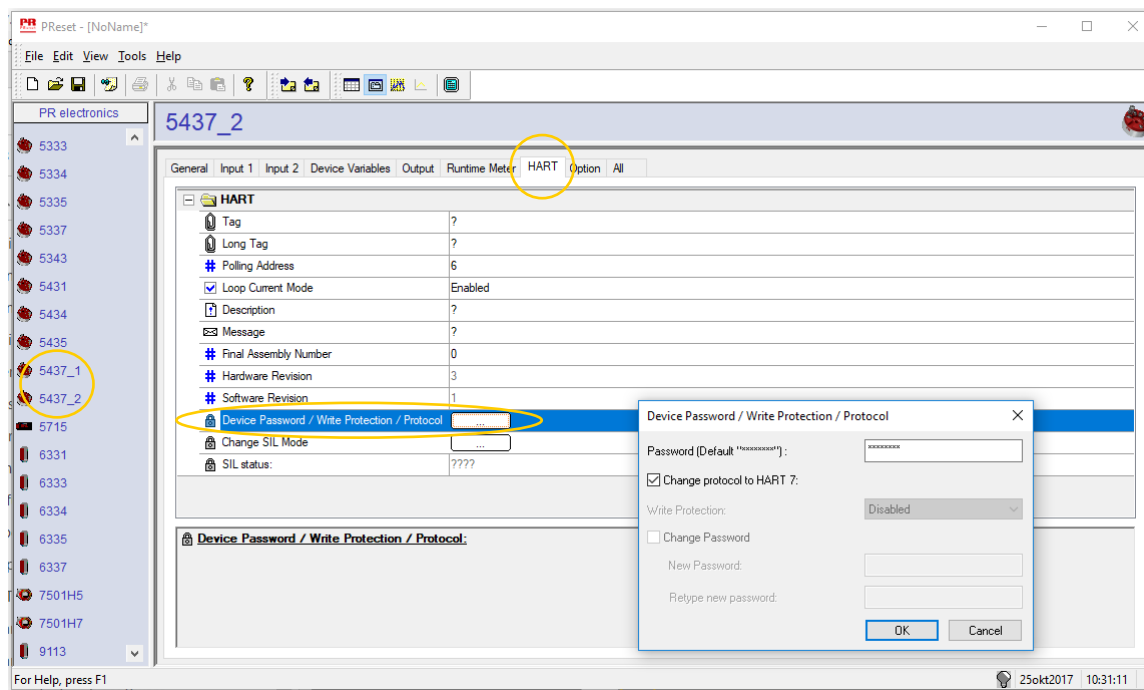 PR PReset - [NoName]*
File Edit View Tools Help
PR electronics
5333
5334
5335
5337
5343
5431
5434
5435
5437_1
5437_2
5715
6331
6333
6334
6335
6337
7501H5
7501H7
9113
5437_2
General Input 1 Input 2 Device Variables Output Runtime Meter HART Option All
HART
Tag ?
Long Tag ?
# Polling Address 6
Loop Current Mode Enabled
Description ?
Message ?
# Final Assembly Number 0
# Hardware Revision 3
# Software Revision 1
Device Password / Write Protection / Protocol ...
Change SIL Mode ...
SIL status: ????
Device Password / Write Protection / Protocol:
Device Password / Write Protection / Protocol
Password (Default "********") : ********
Change protocol to HART 7:
Write Protection: Disabled
Change Password
New Password:
Retype new password:
OK Cancel
For Help, press F1 25okt2017 10:31:11